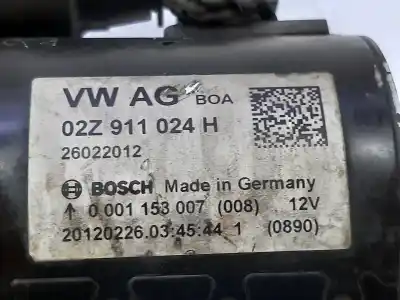 VW AG BOA
02Z 911 024 H
26022012
BOSCH Made in Germany
↑ 0 001 153 007 (008) 12V
20120226.03:45:44 1 (0890)